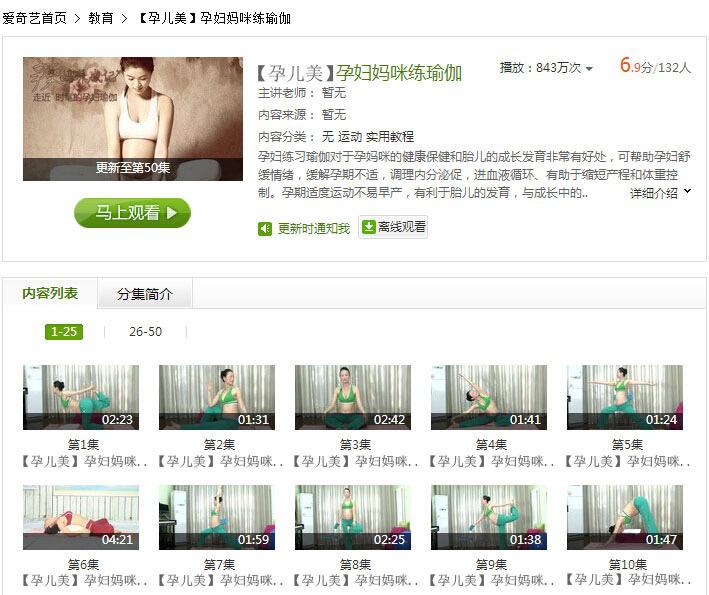 爱奇艺首页 > 教育 > 【孕儿美】孕妇妈咪练瑜伽
【孕儿美】孕妇妈咪练瑜伽
播放：843万次
6.9分/132人
主讲老师： 暂无
内容来源： 暂无
内容分类： 无 运动 实用教程
孕妇练习瑜伽对于孕妈咪的健康保健和胎儿的成长发育非常有好处，可帮助孕妇舒
缓情绪，缓解孕期不适，调理内分泌促，进血液循环、有助于缩短产程和体重控
制。孕期适度运动不易早产，有利于胎儿的发育，与成长中的..
详细介绍
更新至第50集
马上观看
更新时通知我
离线观看
内容列表
分集简介
1-25
26-50
02:23
01:31
02:42
01:41
01:24
第1集
第2集
第3集
第4集
第5集
【孕儿美】孕妇妈咪..
【孕儿美】孕妇妈咪..
【孕儿美】孕妇妈咪..
【孕儿美】孕妇妈咪..
【孕儿美】孕妇妈咪..
04:21
01:59
02:25
01:38
01:47
第6集
第7集
第8集
第9集
第10集
【孕儿美】孕妇妈咪..
【孕儿美】孕妇妈咪..
【孕儿美】孕妇妈咪..
【孕儿美】孕妇妈咪..
【孕儿美】孕妇妈咪..